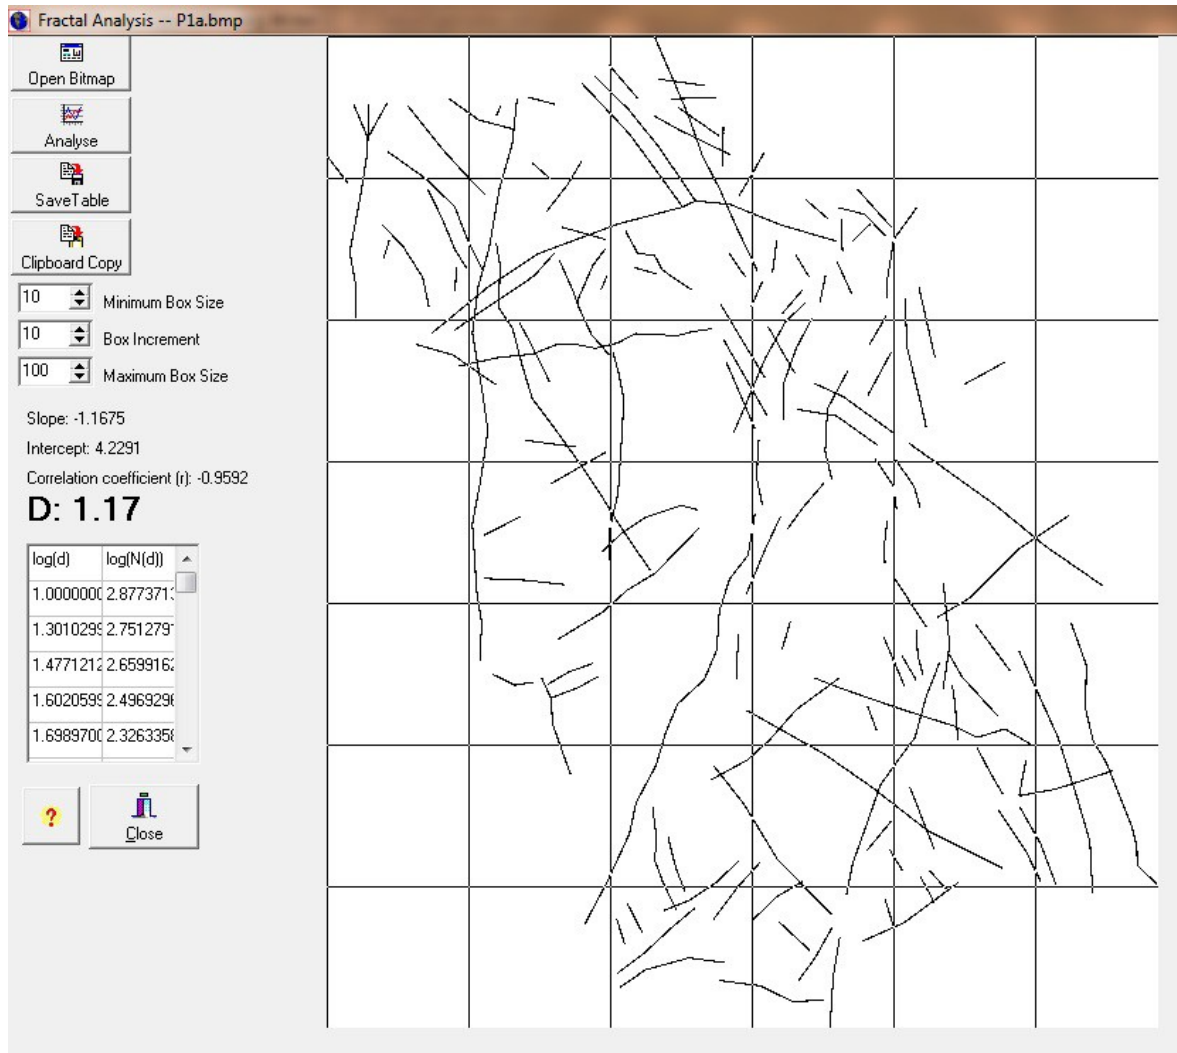 Fractal Analysis -- P1a.bmp
Open Bitmap
Analyse
SaveTable
Clipboard Copy
10 Minimum Box Size
10 Box Increment
100 Maximum Box Size
Slope: -1.1675
Intercept: 4.2291
Correlation coefficient (r): -0.9592
D: 1.17
log(d) log(N(d))
1.0000000 2.8773713
1.3010299 2.7512791
1.4771212 2.6599162
1.6020599 2.4969296
1.6989700 2.3263358
?
Close